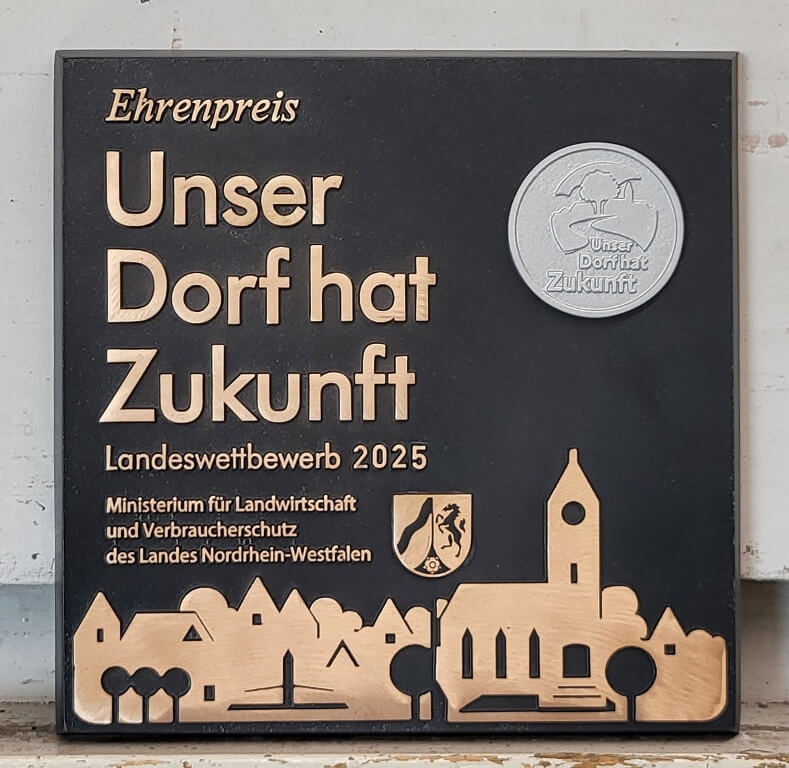 Ehrenpreis
Unser
Dorf hat
Zukunft
Landeswettbewerb 2025
Ministerium für Landwirtschaft
und Verbraucherschutz
des Landes Nordrhein-Westfalen
Unser
Dorf hat
Zukunft